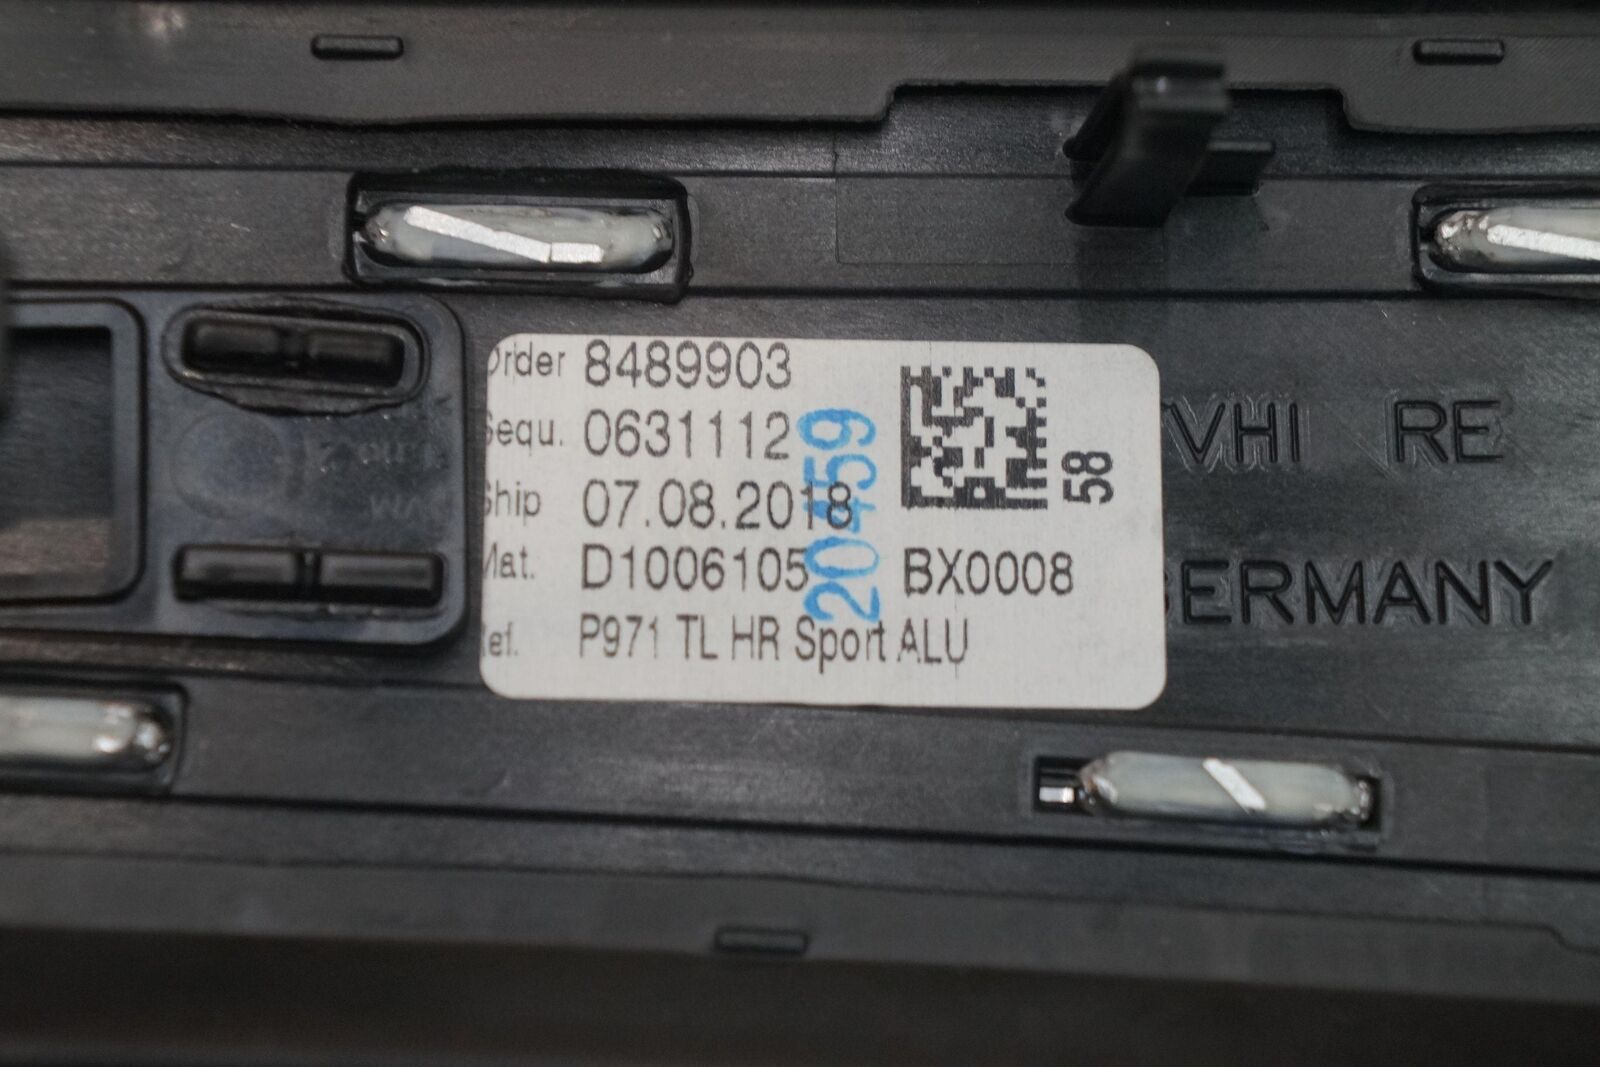 Order 8489903
Sequ. 0631112
Ship 07.08.2018
Mat. D1006105 BX0008
Ref. P971 TL HR Sport ALU
58
20459
VHI RE
GERMANY